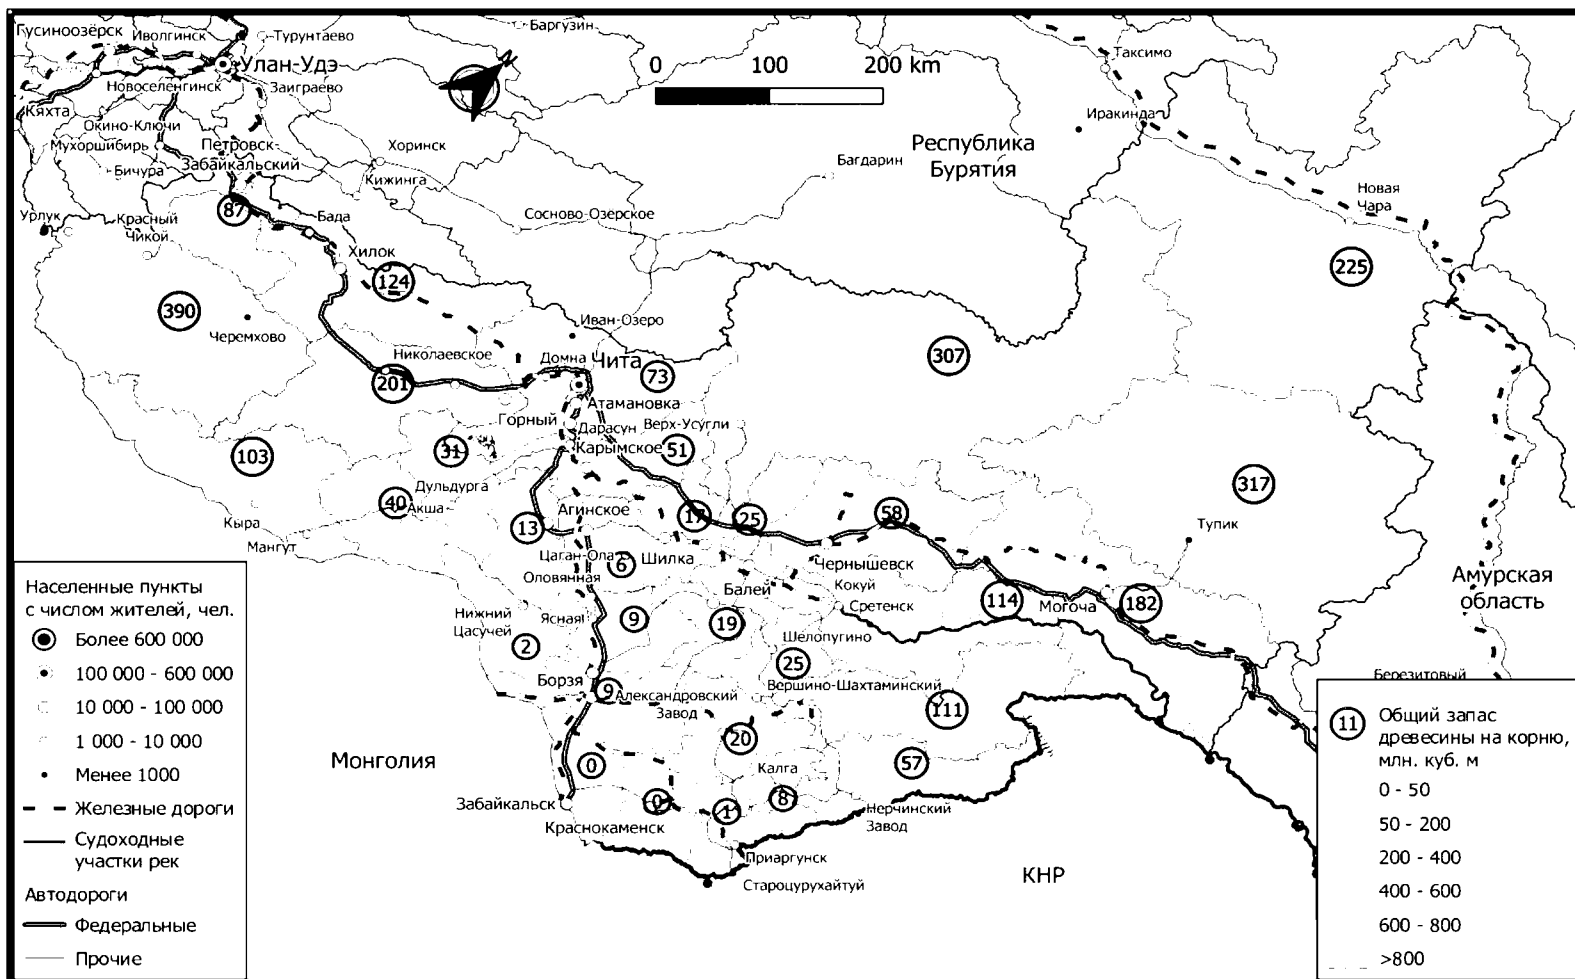 Гусиноозёрск
Иволгинск
Турунтаево
Баргузин
Таксимо
Улан-Удэ
N
0 100 200 km
Новоселенгинск
Заиграево
Кяхта
Иракинда
Окино-Ключи
Мухоршибирь
Петровск-
Забайкальский
Хоринск
Республика
Бурятия
Багдарин
Бичура
Кижинга
Новая
Чара
Урлук
Красный
Чикой
87
Бада
Сосново-Озерское
Хилок
124
225
390
Черемхово
Иван-Озеро
Николаевское
Домна
Чита
307
201
73
Горный
Атамановка
Дарасун
Верх-Усугли
Карымское
103
31
51
317
Дульдурга
40
Акша
Кыра
Мангут
13
Агинское
17
25
58
Тупик
Цаган-Ола
6
Шилка
Чернышевск
Оловянная
Балей
Кокуй
Сретенск
114
Могоча
182
Амурская
область
Нижний
Цасучей
Ясная
9
19
Шелопугино
2
25
Борзя
9
Александровский
Завод
Вершино-Шахтаминский
111
Березитовый
Монголия
20
0
Калга
57
Забайкальск
0
1
8
Нерчинский
Завод
Краснокаменск
Приаргунск
Староцурухайтуй
КНР
Населенные пункты
с числом жителей, чел.
Более 600 000
100 000 - 600 000
10 000 - 100 000
1 000 - 10 000
Менее 1000
Железные дороги
Судоходные
участки рек
Автодороги
Федеральные
Прочие
11
Общий запас
древесины на корню,
млн. куб. м
0 - 50
50 - 200
200 - 400
400 - 600
600 - 800
>800